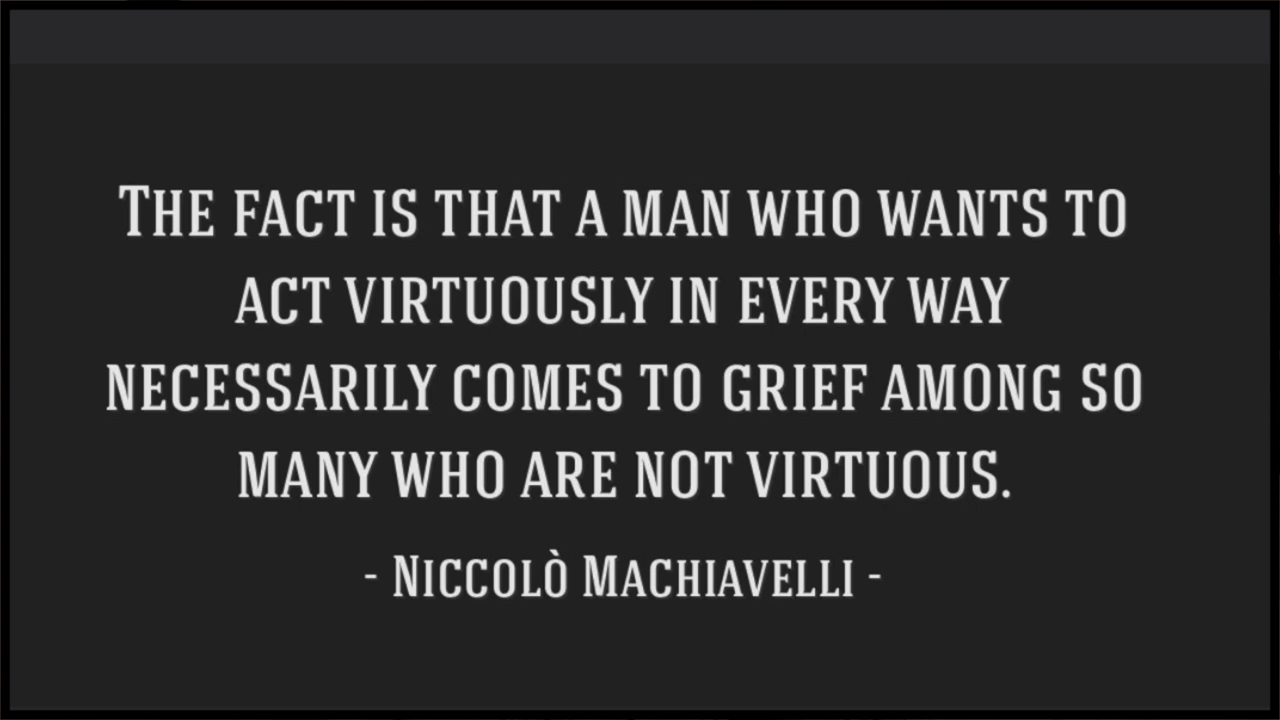 The fact is that a man who wants to
act virtuously in every way
necessarily comes to grief among so
many who are not virtuous.
- Niccolò Machiavelli -